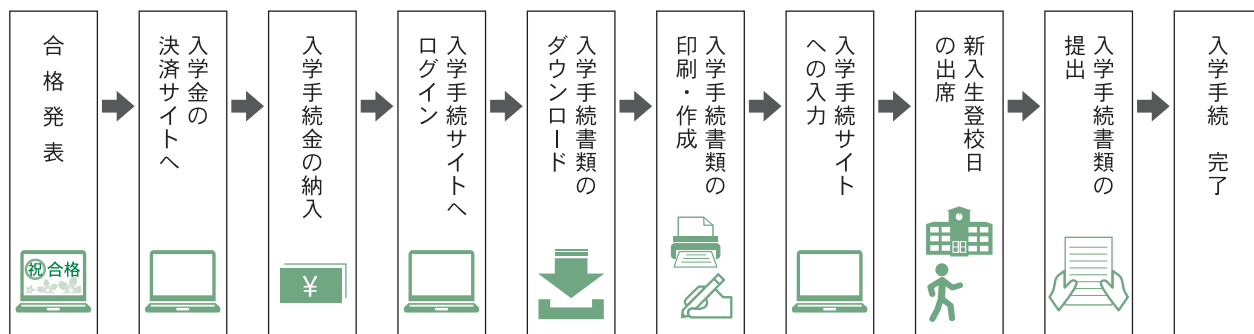 合格発表
祝合格
入学金の
決済サイトへ
入学手続金の納入
¥
入学手続サイトへ
ログイン
入学手続書類の
ダウンロード
入学手続書類の
印刷・作成
入学手続サイト
への入力
新入生登校日
の出席
入学手続書類の
提出
入学手続 完了